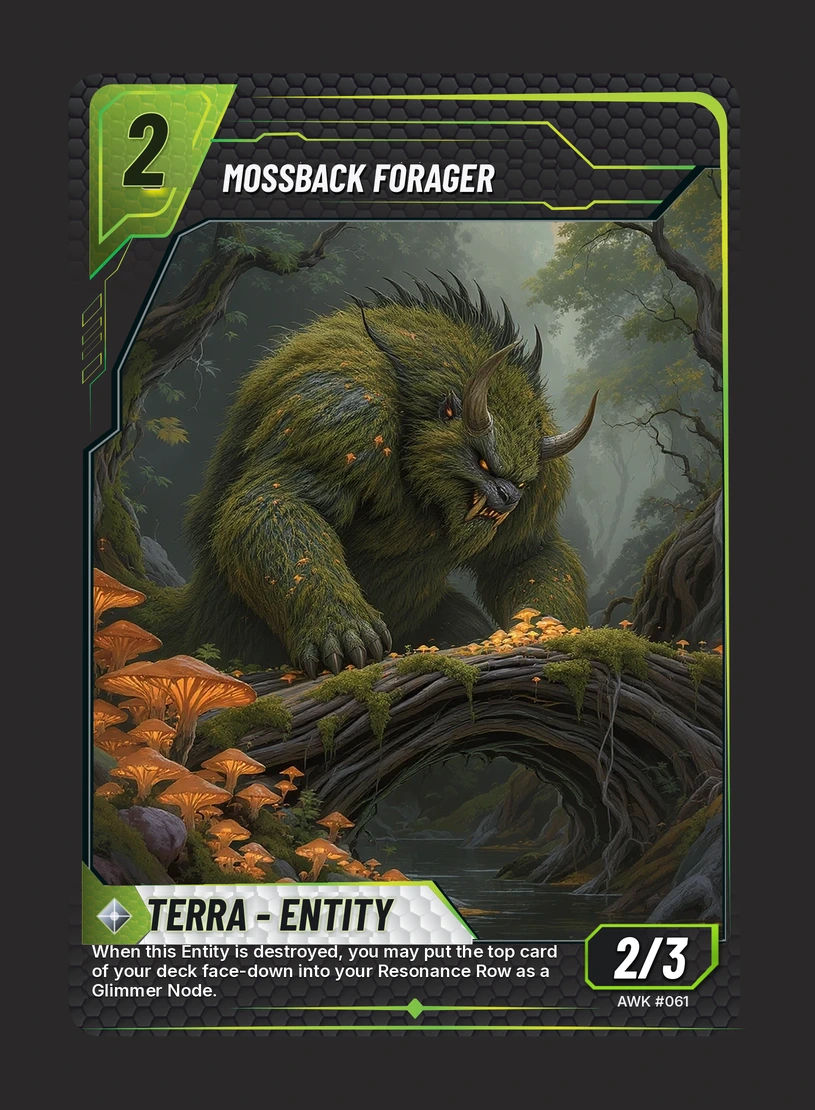 2
MOSSBACK FORAGER
TERRA - ENTITY
When this Entity is destroyed, you may put the top card
of your deck face-down into your Resonance Row as a
Glimmer Node.
2/3
AWK #061